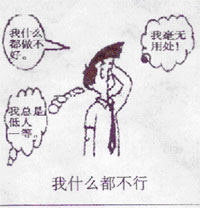 我什么
都做不
好。
我毫无
用处！
我总是
低人
一等。
我什么都不行